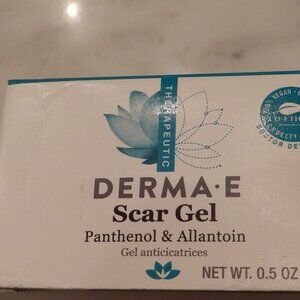 THERAPEUTIC
DERMA·E
Scar Gel
Panthenol & Allantoin
Gel anticicatrices
NET WT. 0.5 OZ